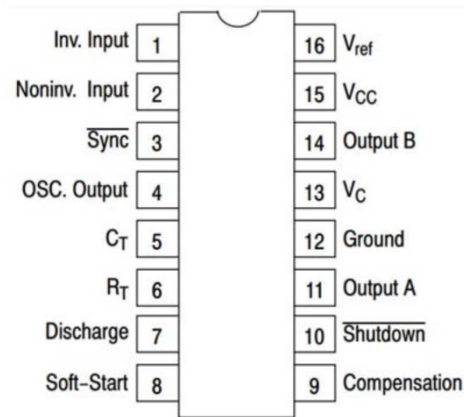 Inv. Input 1 16 Vref
Noninv. Input 2 15 VCC
Sync 3 14 Output B
OSC. Output 4 13 VC
CT 5 12 Ground
RT 6 11 Output A
Discharge 7 10 Shutdown
Soft-Start 8 9 Compensation